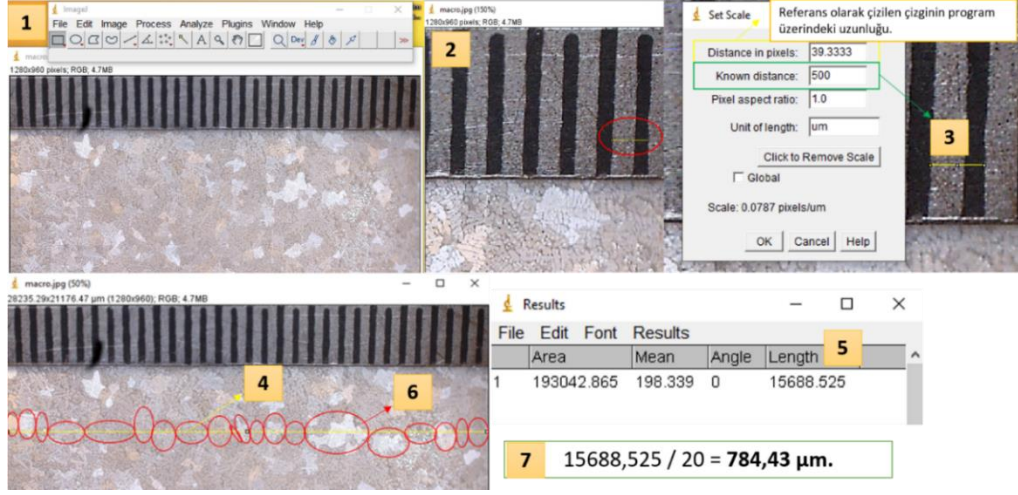 1
ImageJ
File Edit Image Process Analyze Plugins Window Help
Dev
>>
1280x960 pixels; RGB; 4.7MB
macro.jpg (150%)
1280x960 pixels; RGB; 4.7MB
2
Set Scale
Referans olarak çizilen çizginin program
üzerindeki uzunluğu.
Distance in pixels: 39.3333
Known distance: 500
Pixel aspect ratio: 1.0
Unit of length: um
Click to Remove Scale
Global
Scale: 0.0787 pixels/um
OK Cancel Help
3
macro.jpg (50%)
28235.29x21176.47 µm (1280x960); RGB; 4.7MB
4
6
Results
File Edit Font Results
5
Area Mean Angle Length
1 193042.865 198.339 0 15688.525
7
15688,525 / 20 = 784,43 µm.